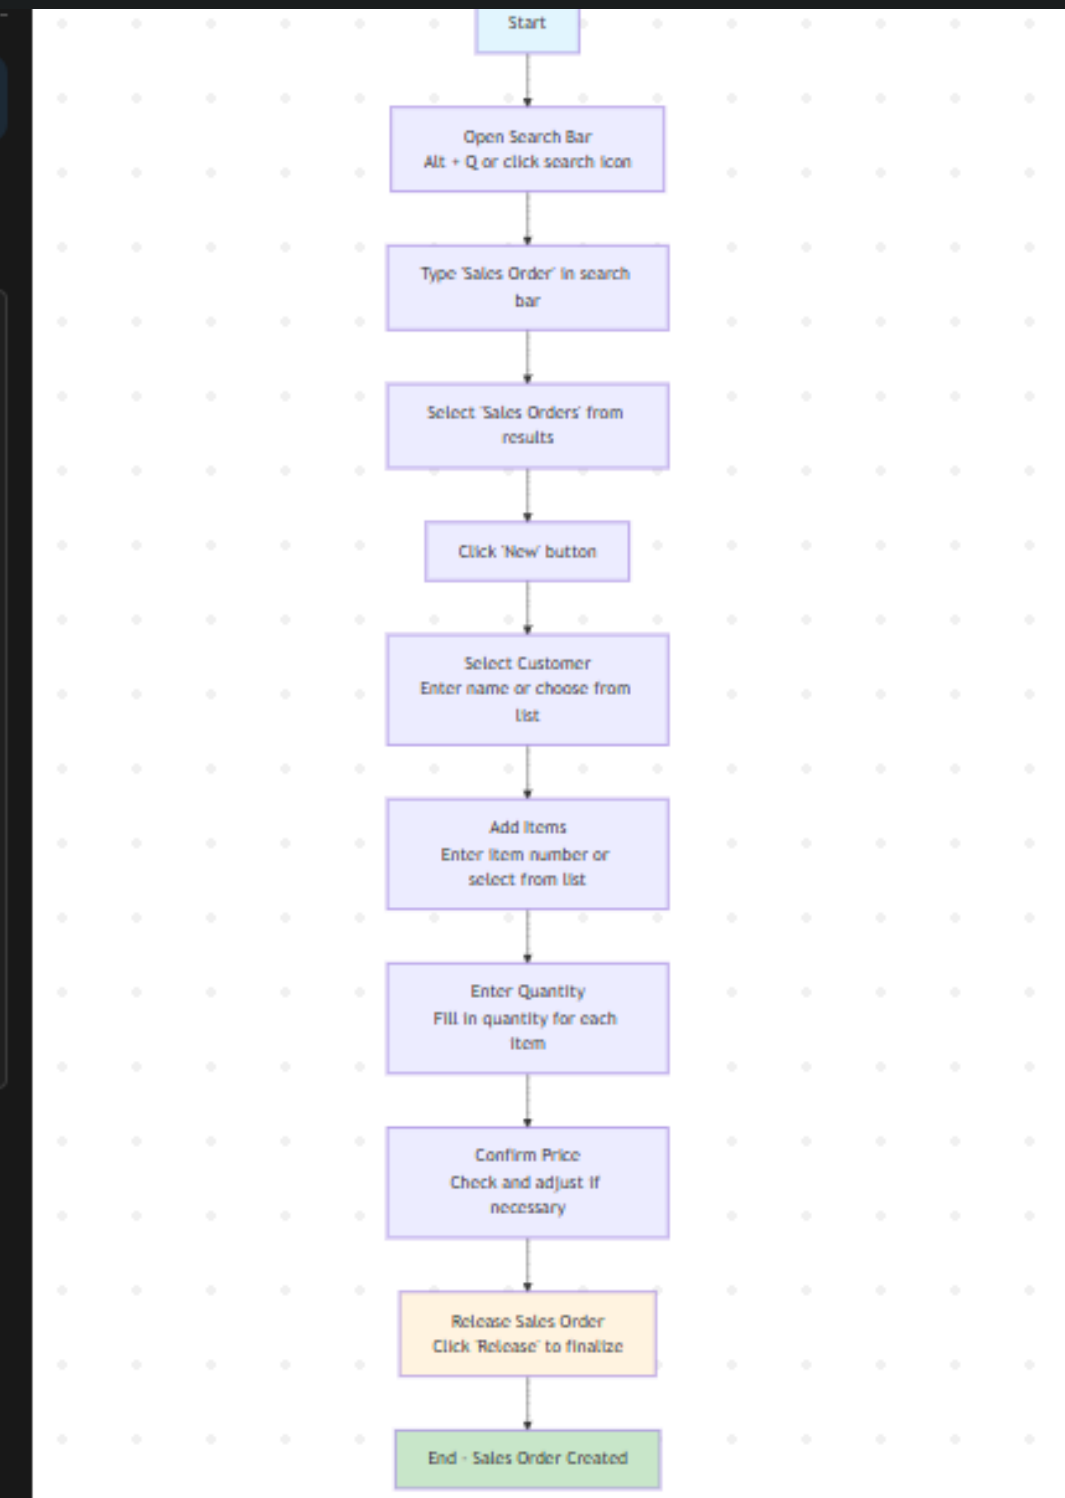 Start
Open Search Bar
Alt + Q or click search icon
Type 'Sales Order' in search
bar
Select 'Sales Orders' from
results
Click 'New' button
Select Customer
Enter name or choose from
list
Add Items
Enter item number or
select from list
Enter Quantity
Fill in quantity for each
item
Confirm Price
Check and adjust if
necessary
Release Sales Order
Click 'Release' to finalize
End - Sales Order Created